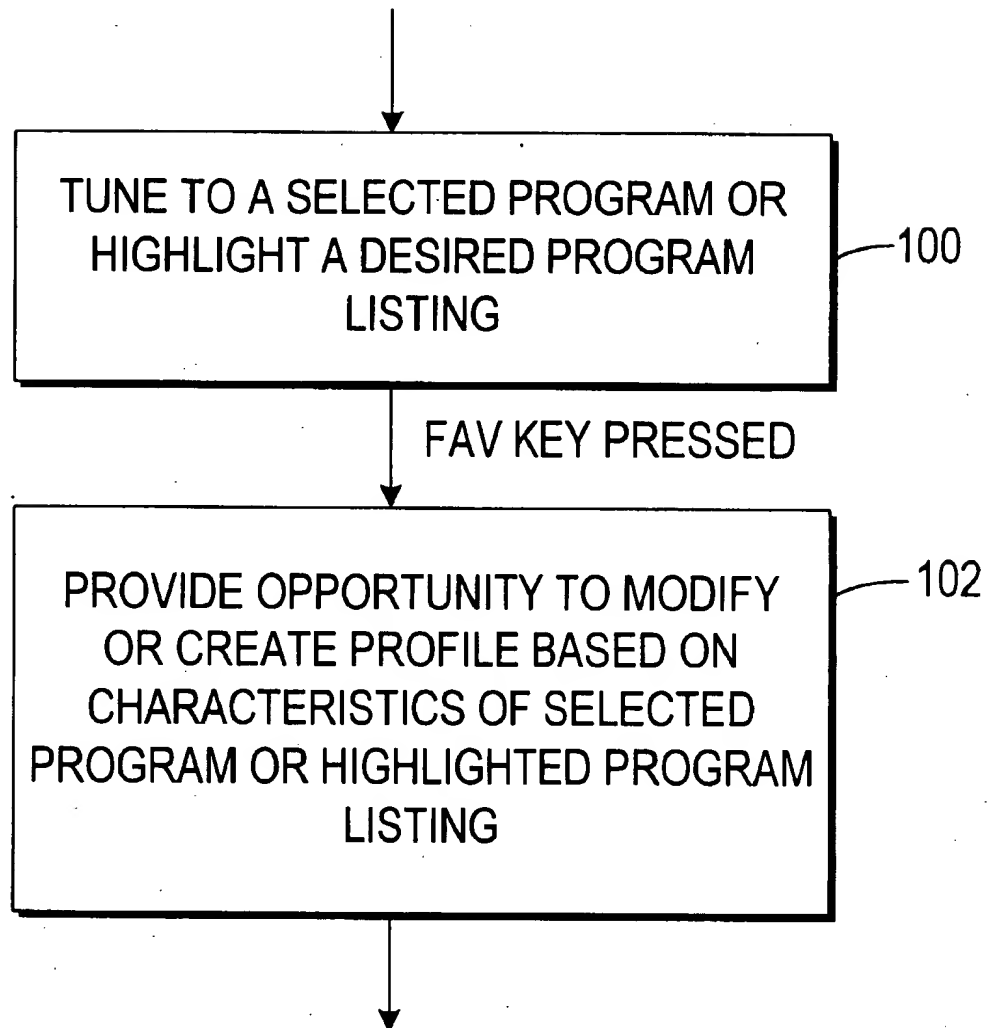 TUNE TO A SELECTED PROGRAM OR
HIGHLIGHT A DESIRED PROGRAM
LISTING
100
FAV KEY PRESSED
PROVIDE OPPORTUNITY TO MODIFY
OR CREATE PROFILE BASED ON
CHARACTERISTICS OF SELECTED
PROGRAM OR HIGHLIGHTED PROGRAM
LISTING
102